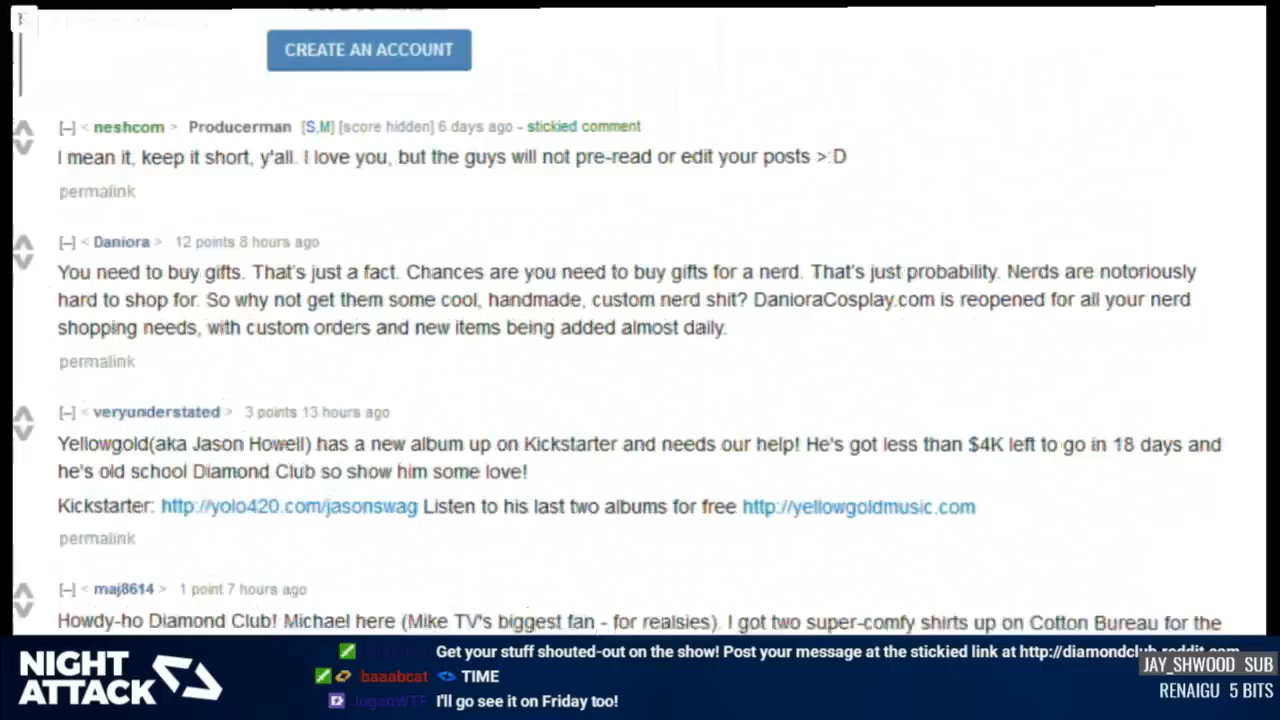 CREATE AN ACCOUNT
[–] < neshcom > Producerman [S,M] [score hidden] 6 days ago - stickied comment
I mean it, keep it short, y'all. I love you, but the guys will not pre-read or edit your posts >:D
permalink
[–] < Daniora > 12 points 8 hours ago
You need to buy gifts. That's just a fact. Chances are you need to buy gifts for a nerd. That's just probability. Nerds are notoriously
hard to shop for. So why not get them some cool, handmade, custom nerd shit? DanioraCosplay.com is reopened for all your nerd
shopping needs, with custom orders and new items being added almost daily.
permalink
[–] < veryunderstated > 3 points 13 hours ago
Yellowgold(aka Jason Howell) has a new album up on Kickstarter and needs our help! He's got less than $4K left to go in 18 days and
he's old school Diamond Club so show him some love!
Kickstarter: http://yolo420.com/jasonswag Listen to his last two albums for free http://yellowgoldmusic.com
permalink
[–] < maj8614 > 1 point 7 hours ago
Howdy-ho Diamond Club! Michael here (Mike TV's biggest fan - for realsies). I got two super-comfy shirts up on Cotton Bureau for the
NIGHT
ATTACK
Get your stuff shouted-out on the show! Post your message at the stickied link at http://diamondclub.reddit.com
baaabcat TIME
loganWTF I'll go see it on Friday too!
JAY_SHWOOD SUB
RENAIGU 5 BITS